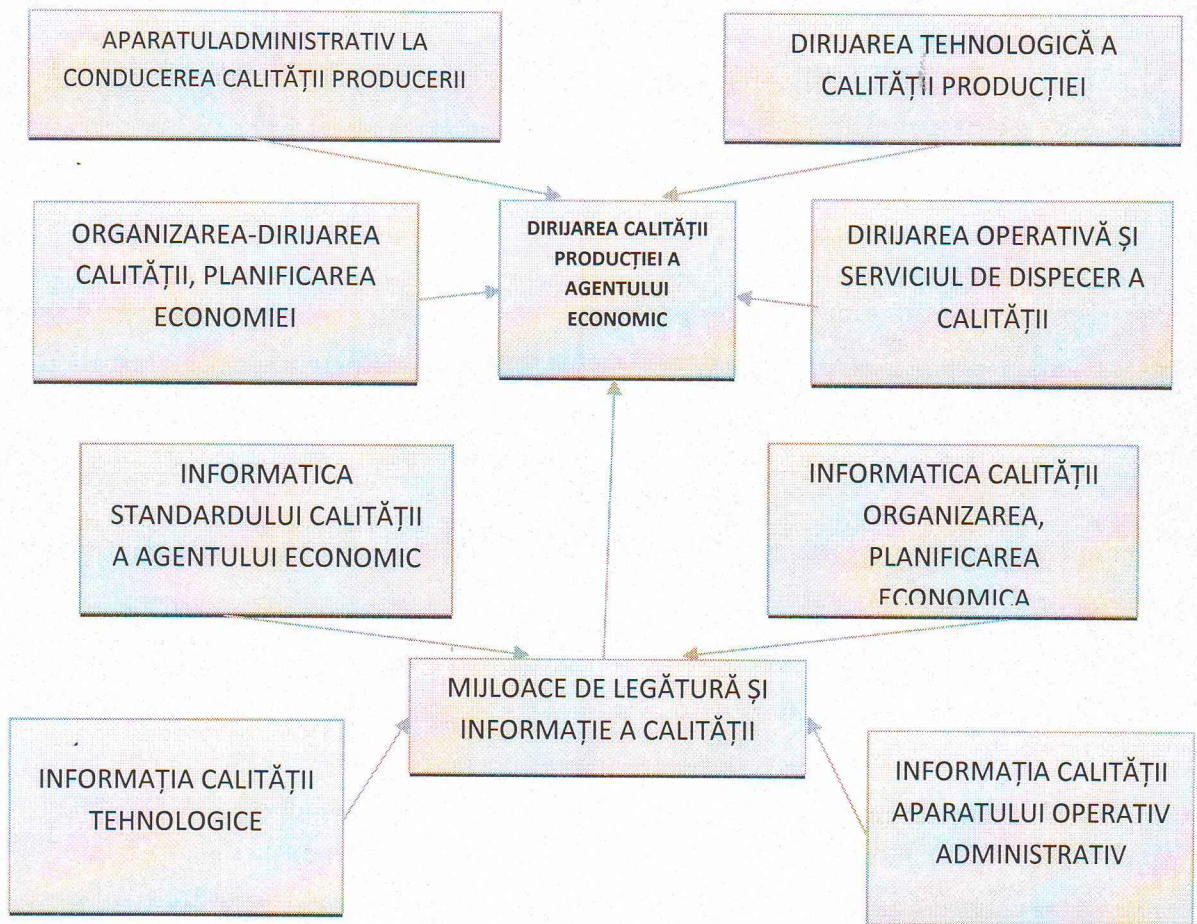 APARATULADMINISTRATIV LA
CONDUCEREA CALITĂȚII PRODUCERII
DIRIJAREA TEHNOLOGICĂ A
CALITĂȚII PRODUCȚIEI
ORGANIZAREA-DIRIJAREA
CALITĂȚII, PLANIFICAREA
ECONOMIEI
DIRIJAREA CALITĂȚII
PRODUCȚIEI A
AGENTULUI
ECONOMIC
DIRIJAREA OPERATIVĂ ȘI
SERVICIUL DE DISPECER A
CALITĂȚII
INFORMATICA
STANDARDULUI CALITĂȚII
A AGENTULUI ECONOMIC
INFORMATICA CALITĂȚII
ORGANIZAREA,
PLANIFICAREA
ECONOMICA
MIJLOACE DE LEGĂTURĂ ȘI
INFORMAȚIE A CALITĂȚII
INFORMAȚIA CALITĂȚII
TEHNOLOGICE
INFORMAȚIA CALITĂȚII
APARATULUI OPERATIV
ADMINISTRATIV